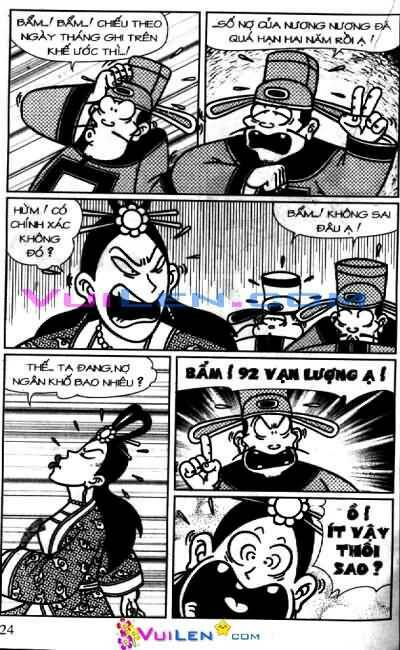 BẨM..! BẨM..! CHIẾU THEO
NGÀY THÁNG GHI TRÊN
KHẾ ƯỚC THÌ...!
SỐ NỢ CỦA NƯƠNG NƯƠNG ĐÃ
QUÁ HẠN HAI NĂM RỒI Ạ!
HỪM! CÓ
CHÍNH XÁC
KHÔNG
ĐÓ?
BẨM..! KHÔNG SAI
ĐÂU Ạ!
VUILEN.COM
THẾ.. TA ĐANG NỢ
NGÂN KHỐ BAO NHIÊU?
BẨM! 92 VẠN LƯỢNG Ạ!
Ồ!
ÍT VẬY
THÔI
SAO?
24
VUILEN.COM